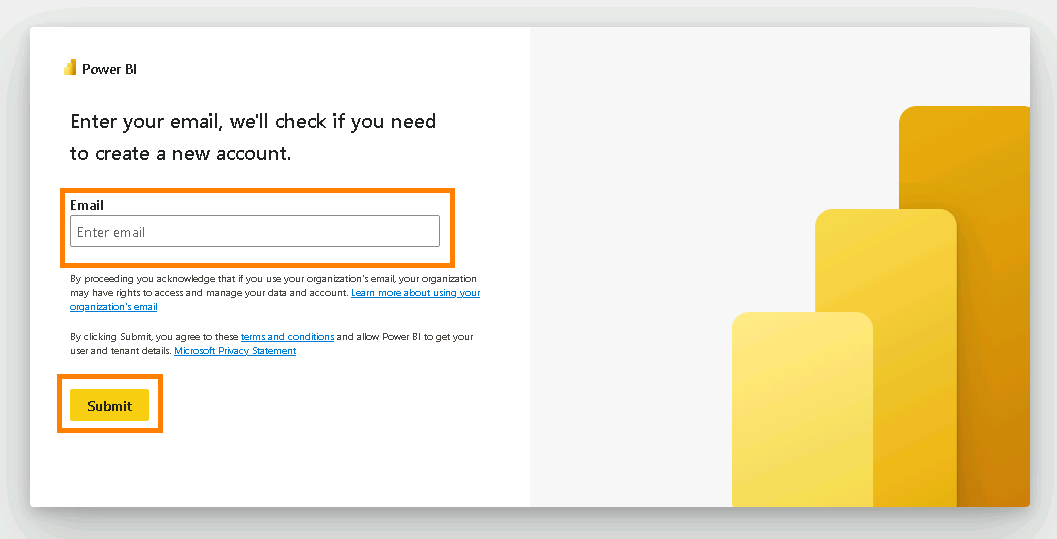 Power BI
Enter your email, we'll check if you need
to create a new account.
Email
Enter email
By proceeding you acknowledge that if you use your organization's email, your organization
may have rights to access and manage your data and account. Learn more about using your
organization's email
By clicking Submit, you agree to these terms and conditions and allow Power BI to get your
user and tenant details. Microsoft Privacy Statement
Submit